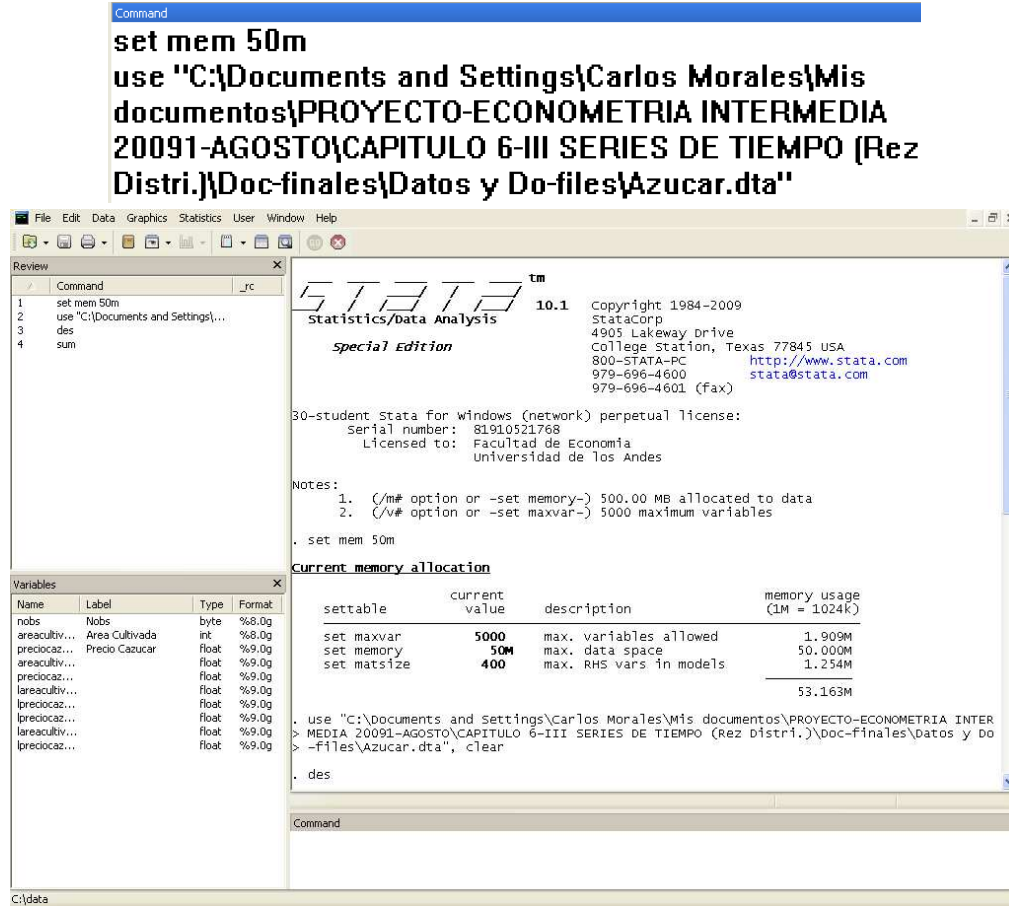 Command
set mem 50m
use "C:\Documents and Settings\Carlos Morales\Mis
documentos\PROYECTO-ECONOMETRIA INTERMEDIA
20091-AGOSTO\CAPITULO 6-III SERIES DE TIEMPO (Rez
Distri.)\Doc-finales\Datos y Do-files\Azucar.dta"
File Edit Data Graphics Statistics User Window Help
Review
Command _rc
1 set mem 50m
2 use "C:\Documents and Settings\...
3 des
4 sum
Variables
Name Label Type Format
nobs Nobs byte %8.0g
areacultiv... Area Cultivada int %8.0g
preciocaz... Precio Cazucar float %9.0g
areacultiv... float %9.0g
preciocaz... float %9.0g
lareacultiv... float %9.0g
lpreciocaz... float %9.0g
lpreciocaz... float %9.0g
lareacultiv... float %9.0g
lpreciocaz... float %9.0g
STATA tm
10.1 Copyright 1984-2009
Statistics/Data Analysis StataCorp
4905 Lakeway Drive
Special Edition College Station, Texas 77845 USA
800-STATA-PC http://www.stata.com
979-696-4600 stata@stata.com
979-696-4601 (fax)
30-student Stata for Windows (network) perpetual license:
Serial number: 81910521768
Licensed to: Facultad de Economia
Universidad de los Andes
Notes:
1. (/m# option or -set memory-) 500.00 MB allocated to data
2. (/v# option or -set maxvar-) 5000 maximum variables
. set mem 50m
Current memory allocation
current memory usage
settable value description (1M = 1024k)
set maxvar 5000 max. variables allowed 1.909M
set memory 50M max. data space 50.000M
set matsize 400 max. RHS vars in models 1.254M
53.163M
. use "C:\Documents and Settings\Carlos Morales\Mis documentos\PROYECTO-ECONOMETRIA INTER
> MEDIA 20091-AGOSTO\CAPITULO 6-III SERIES DE TIEMPO (Rez Distri.)\Doc-finales\Datos y Do
> -files\Azucar.dta", clear
. des
Command
C:\data